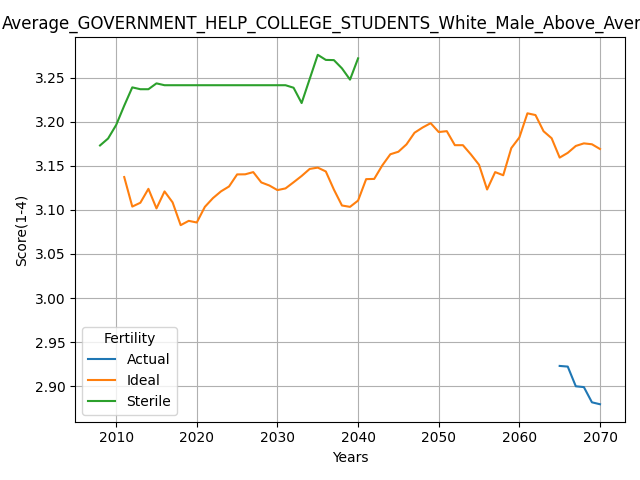 Average_GOVERNMENT_HELP_COLLEGE_STUDENTS_White_Male_Above_Aver
3.25
3.20
3.15
3.10
3.05
3.00
2.95
2.90
Score(1-4)
Fertility
Actual
Ideal
Sterile
2010 2020 2030 2040 2050 2060 2070
Years